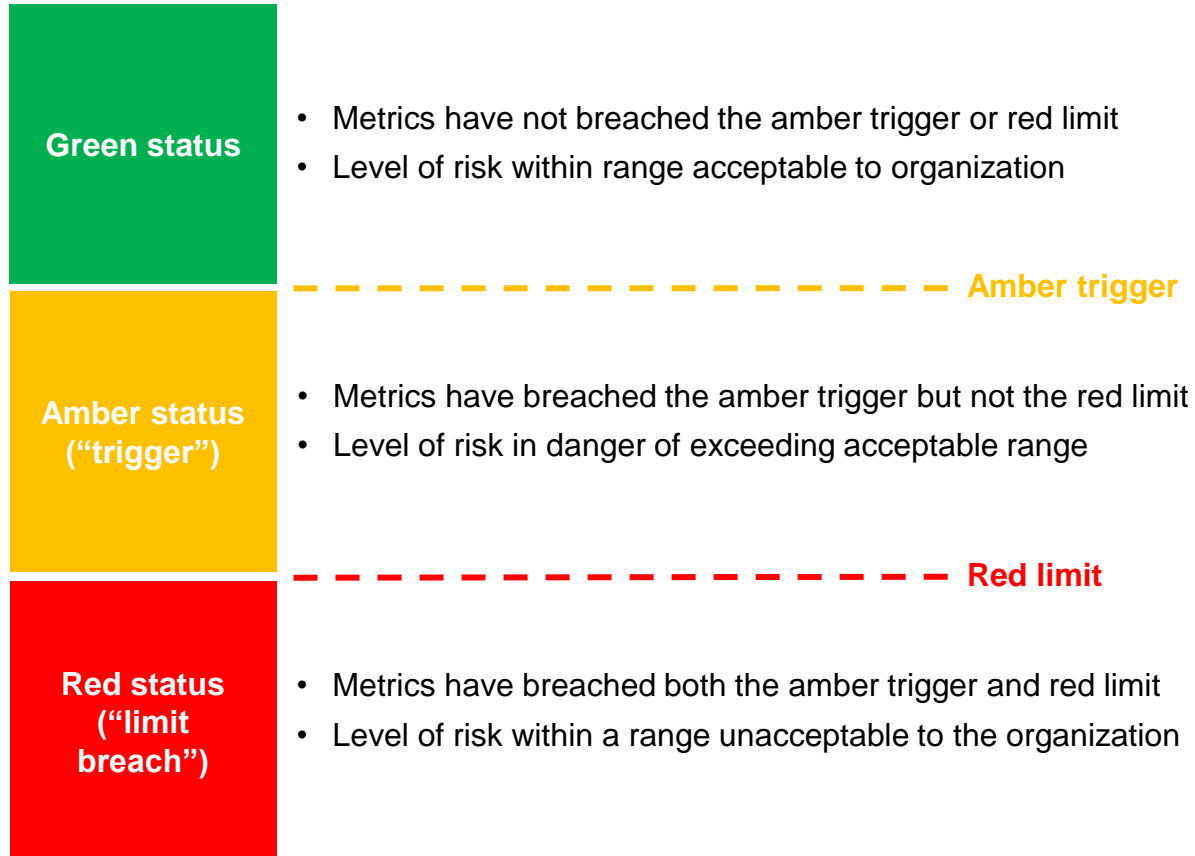 Green status
• Metrics have not breached the amber trigger or red limit
• Level of risk within range acceptable to organization
Amber trigger
Amber status
(“trigger”)
• Metrics have breached the amber trigger but not the red limit
• Level of risk in danger of exceeding acceptable range
Red limit
Red status
(“limit
breach”)
• Metrics have breached both the amber trigger and red limit
• Level of risk within a range unacceptable to the organization